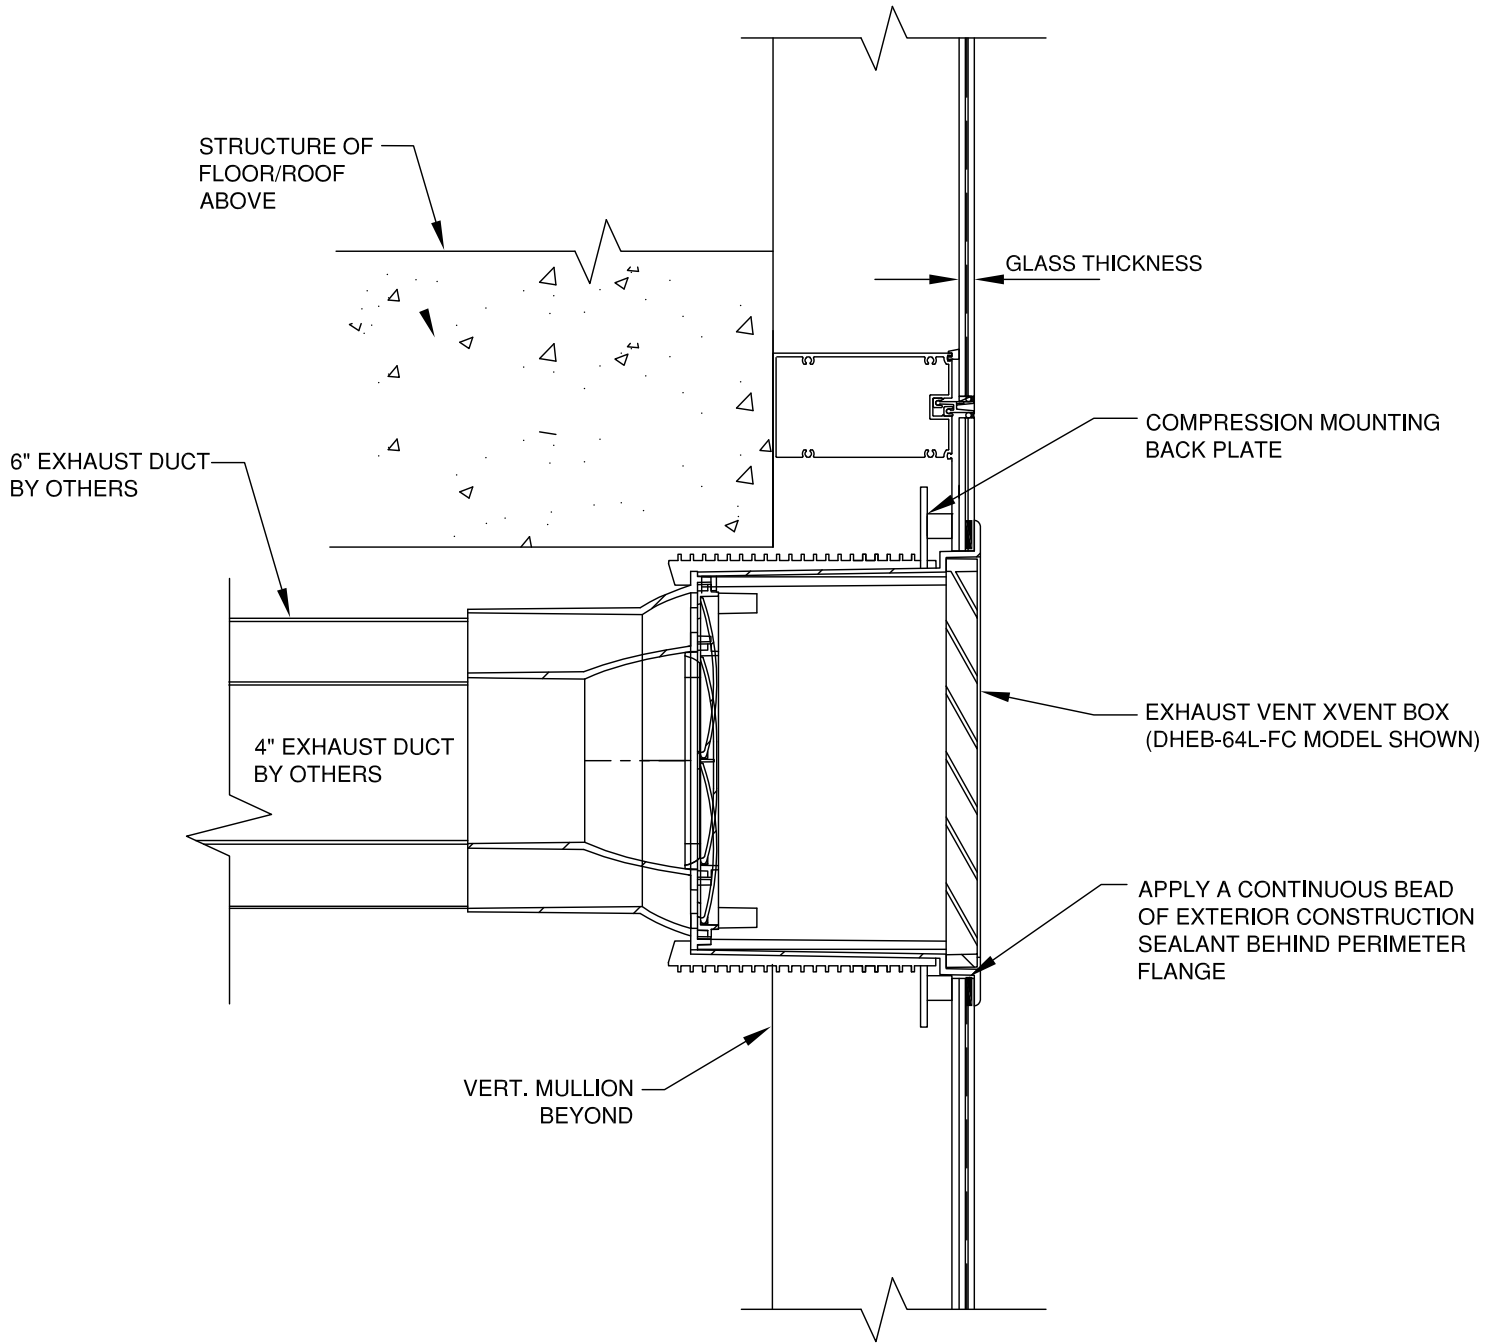 STRUCTURE OF
FLOOR/ROOF
ABOVE
GLASS THICKNESS
COMPRESSION MOUNTING
BACK PLATE
6" EXHAUST DUCT
BY OTHERS
4" EXHAUST DUCT
BY OTHERS
EXHAUST VENT XVENT BOX
(DHEB-64L-FC MODEL SHOWN)
APPLY A CONTINUOUS BEAD
OF EXTERIOR CONSTRUCTION
SEALANT BEHIND PERIMETER
FLANGE
VERT. MULLION
BEYOND